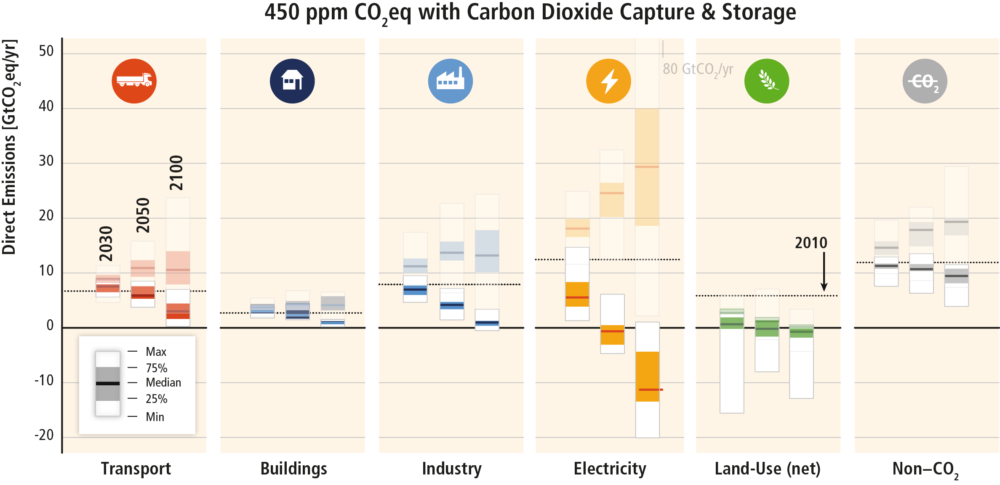 450 ppm CO₂eq with Carbon Dioxide Capture & Storage
Direct Emissions [GtCO₂eq/yr]
50
40
30
20
10
0
-10
-20
2030
2050
2100
80 GtCO₂/yr
CO₂
2010
Max
75%
Median
25%
Min
Transport
Buildings
Industry
Electricity
Land-Use (net)
Non–CO₂